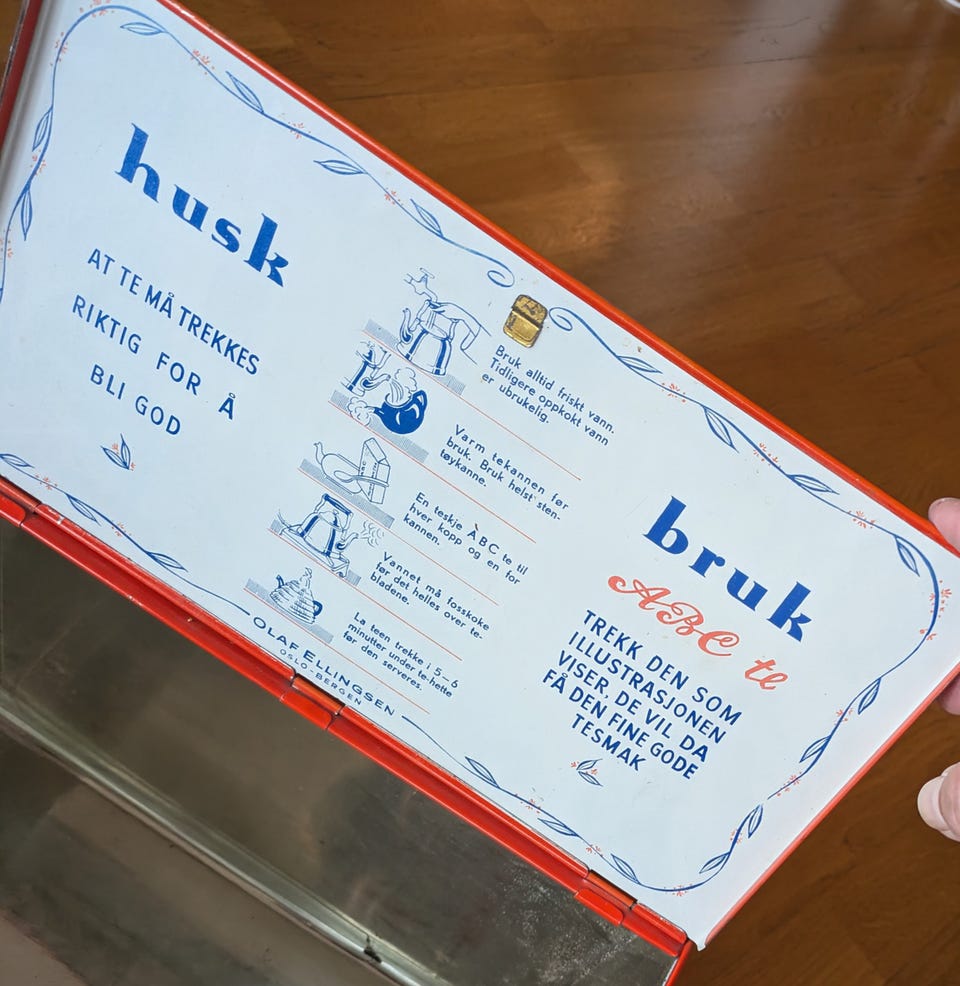 husk
AT TE MÅ TREKKES
RIKTIG FOR Å
BLI GOD
Bruk alltid friskt vann.
Tidligere oppkokt vann
er ubrukelig.
Varm tekannen før
bruk. Bruk helst sten-
tøykanne.
ABC
En teskje ABC te til
hver kopp og en for
kannen.
Vannet må fosskoke
før det helles over te-
bladene.
La teen trekke i 5–6
minutter under te-hette
før den serveres.
OLAF ELLINGSEN
OSLO-BERGEN
bruk
ABC te
TREKK DEN SOM
ILLUSTRASJONEN
VISER, DE VIL DA
FÅ DEN FINE GODE
TESMAK